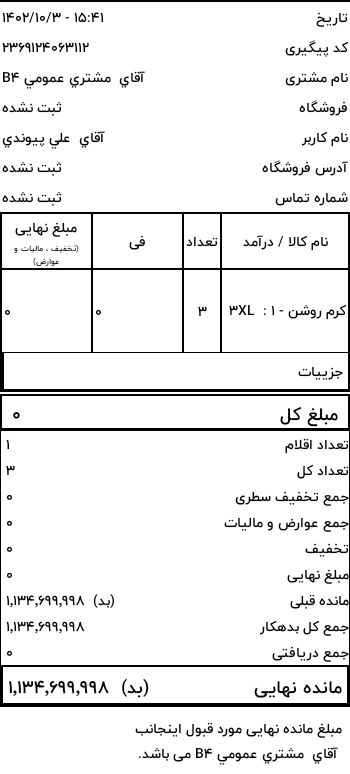 تاریخ ۱۴۰۲/۱۰/۳ - ۱۵:۴۱
کد پیگیری ۲۳۶۹۱۲۴۰۶۳۱۱۲
نام مشتری آقاي مشتري عمومي B۴
فروشگاه ثبت نشده
نام کاربر آقاي علي پیوندي
آدرس فروشگاه ثبت نشده
شماره تماس ثبت نشده
نام کالا / درآمد تعداد فی مبلغ نهایی
(تخفیف ، مالیات و
عوارض)
کرم روشن - ۱ : ۳XL ۳ ۰ ۰
جزییات
مبلغ کل ۰
تعداد اقلام ۱
تعداد کل ۳
جمع تخفیف سطری ۰
جمع عوارض و مالیات ۰
تخفیف ۰
مبلغ نهایی ۰
مانده قبلی (بد) ۱,۱۳۴,۶۹۹,۹۹۸
جمع کل بدهکار ۱,۱۳۴,۶۹۹,۹۹۸
جمع دریافتی ۰
مانده نهایی (بد) ۱,۱۳۴,۶۹۹,۹۹۸
مبلغ مانده نهایی مورد قبول اینجانب
آقاي مشتري عمومي B۴ می باشد.